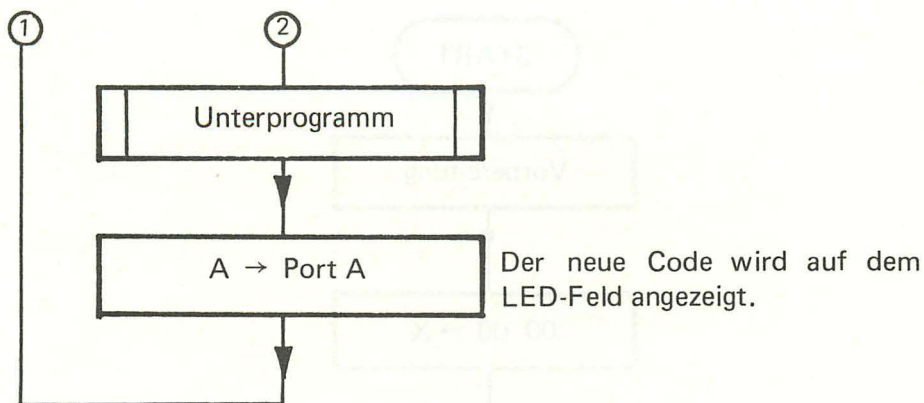 1 2
Unterprogramm
A → Port A
Der neue Code wird auf dem
LED-Feld angezeigt.